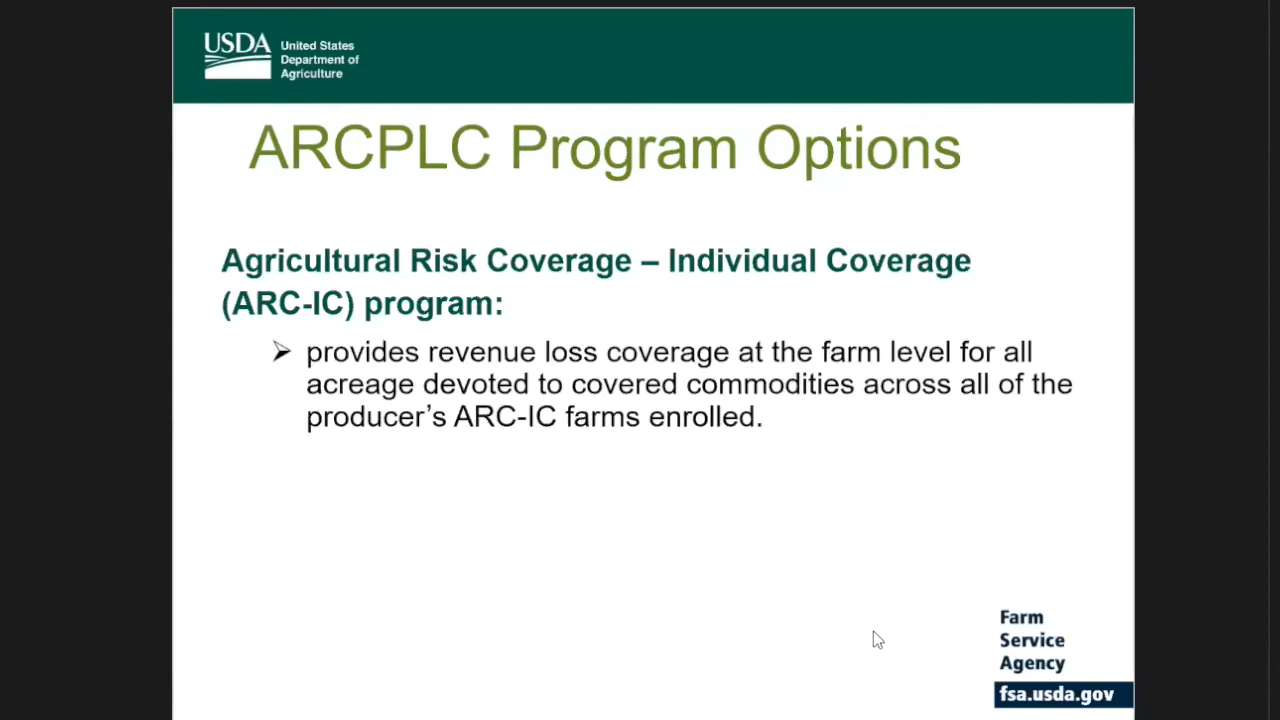 USDA
United States
Department of
Agriculture
ARCPLC Program Options
Agricultural Risk Coverage – Individual Coverage
(ARC-IC) program:
➢ provides revenue loss coverage at the farm level for all
acreage devoted to covered commodities across all of the
producer’s ARC-IC farms enrolled.
Farm
Service
Agency
fsa.usda.gov